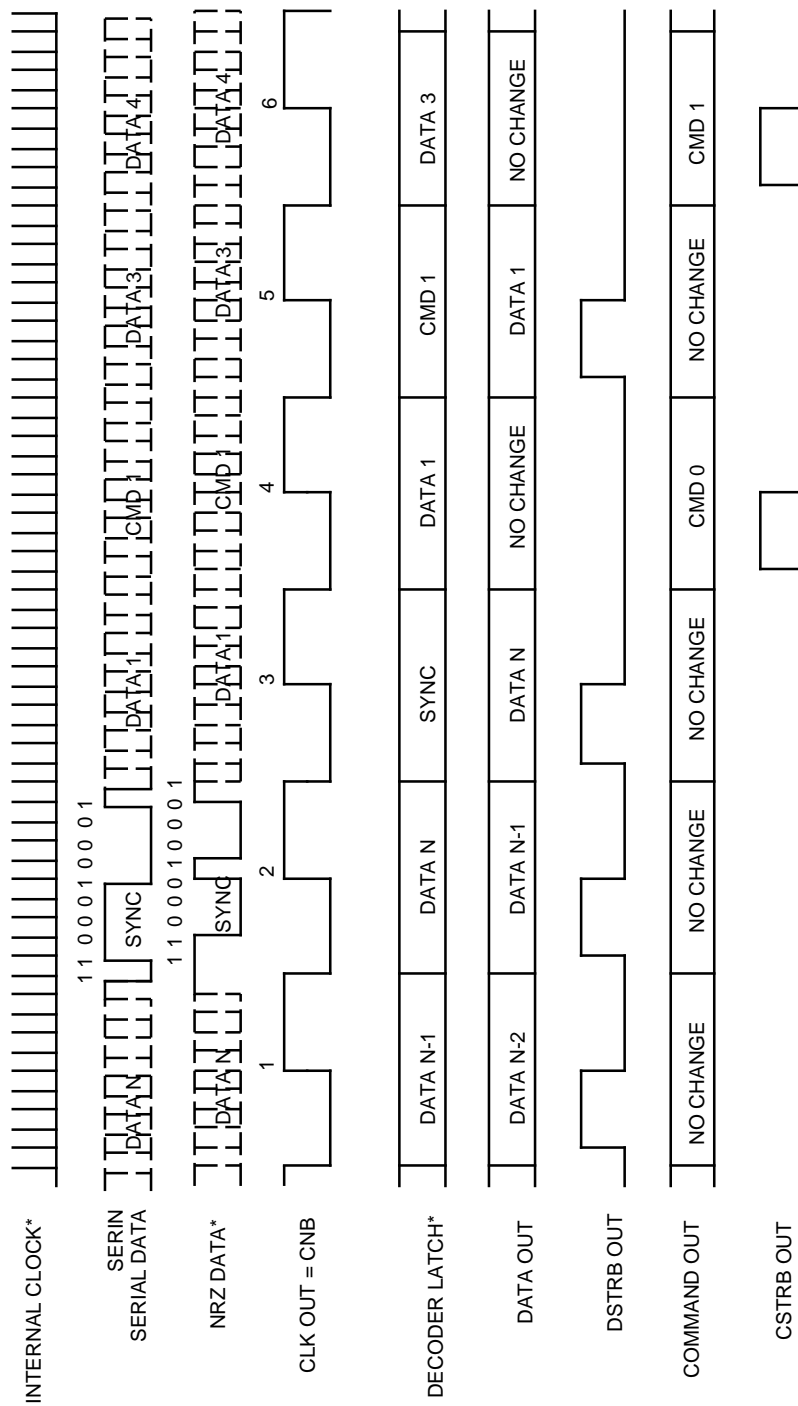 INTERNAL CLOCK*
SERIN
SERIAL DATA
DATA N
1 1 0 0 0 1 0 0 0 1
SYNC
DATA 1
CMD 1
DATA 3
DATA 4
NRZ DATA*
DATA N
1 1 0 0 0 1 0 0 0 1
SYNC
DATA 1
CMD 1
DATA 3
DATA 4
CLK OUT = CNB
1 2 3 4 5 6
DECODER LATCH*
DATA N-1
DATA N
SYNC
DATA 1
CMD 1
DATA 3
DATA OUT
DATA N-2
DATA N-1
DATA N
NO CHANGE
DATA 1
NO CHANGE
DSTRB OUT
COMMAND OUT
NO CHANGE
NO CHANGE
NO CHANGE
CMD 0
NO CHANGE
CMD 1
CSTRB OUT